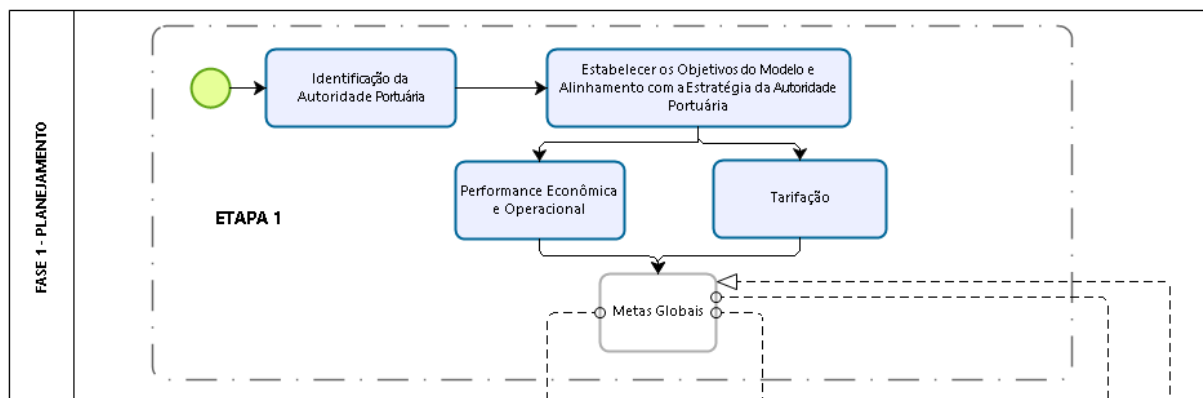 FASE 1 - PLANEJAMENTO
Identificação da
Autoridade Portuária
Estabelecer os Objetivos do Modelo e
Alinhamento com a Estratégia da Autoridade
Portuária
Performance Econômica
e Operacional
Tarifação
ETAPA 1
Metas Globais